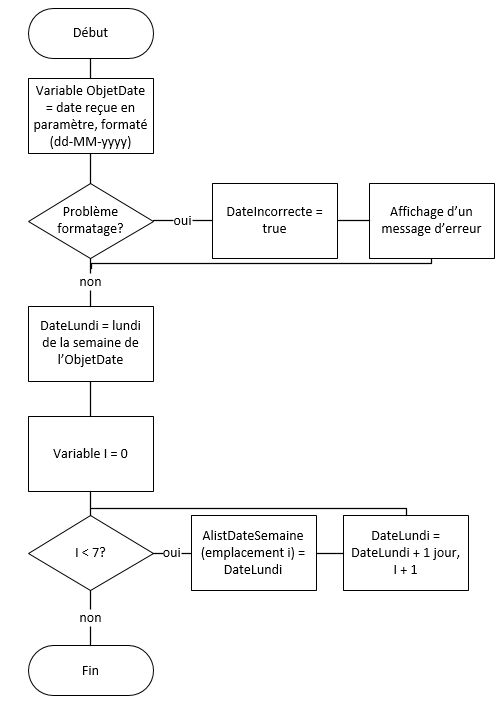 Début
Variable ObjetDate
= date reçue en
paramètre, formaté
(dd-MM-yyyy)
Problème
formatage?
oui
DateIncorrecte =
true
Affichage d'un
message d'erreur
non
DateLundi = lundi
de la semaine de
l'ObjetDate
Variable I = 0
I < 7?
oui
AlistDateSemaine
(emplacement i) =
DateLundi
DateLundi =
DateLundi + 1 jour,
I + 1
non
Fin